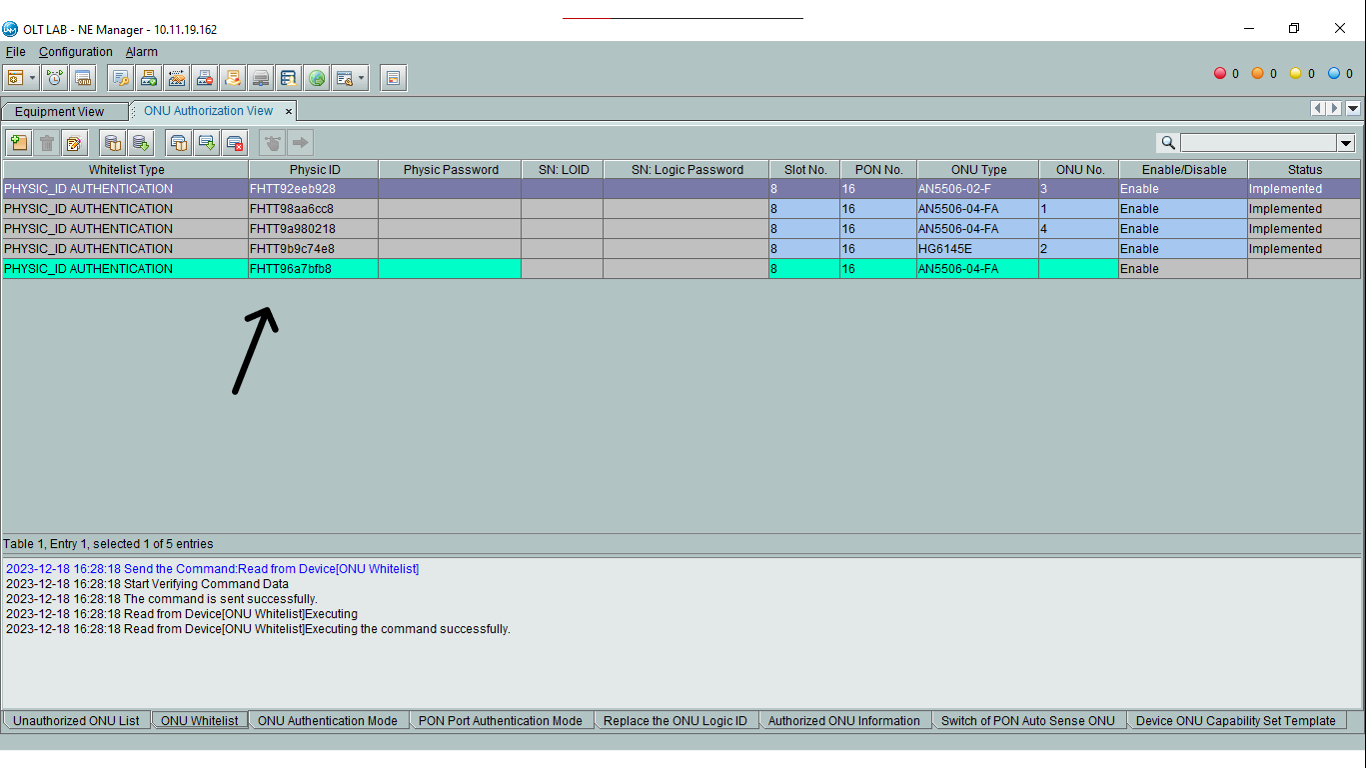 OLT LAB - NE Manager - 10.11.19.162
File Configuration Alarm
0 0 0 0
Equipment View ONU Authorization View
Whitelist Type Physic ID Physic Password SN: LOID SN: Logic Password Slot No. PON No. ONU Type ONU No. Enable/Disable Status
PHYSIC_ID AUTHENTICATION FHTT92eeb928 8 16 AN5506-02-F 3 Enable Implemented
PHYSIC_ID AUTHENTICATION FHTT98aa6cc8 8 16 AN5506-04-FA 1 Enable Implemented
PHYSIC_ID AUTHENTICATION FHTT9a980218 8 16 AN5506-04-FA 4 Enable Implemented
PHYSIC_ID AUTHENTICATION FHTT9b9c74e8 8 16 HG6145E 2 Enable Implemented
PHYSIC_ID AUTHENTICATION FHTT96a7bfb8 8 16 AN5506-04-FA Enable
Table 1, Entry 1, selected 1 of 5 entries
2023-12-18 16:28:18 Send the Command:Read from Device[ONU Whitelist]
2023-12-18 16:28:18 Start Verifying Command Data
2023-12-18 16:28:18 The command is sent successfully.
2023-12-18 16:28:18 Read from Device[ONU Whitelist]Executing
2023-12-18 16:28:18 Read from Device[ONU Whitelist]Executing the command successfully.
Unauthorized ONU List ONU Whitelist ONU Authentication Mode PON Port Authentication Mode Replace the ONU Logic ID Authorized ONU Information Switch of PON Auto Sense ONU Device ONU Capability Set Template